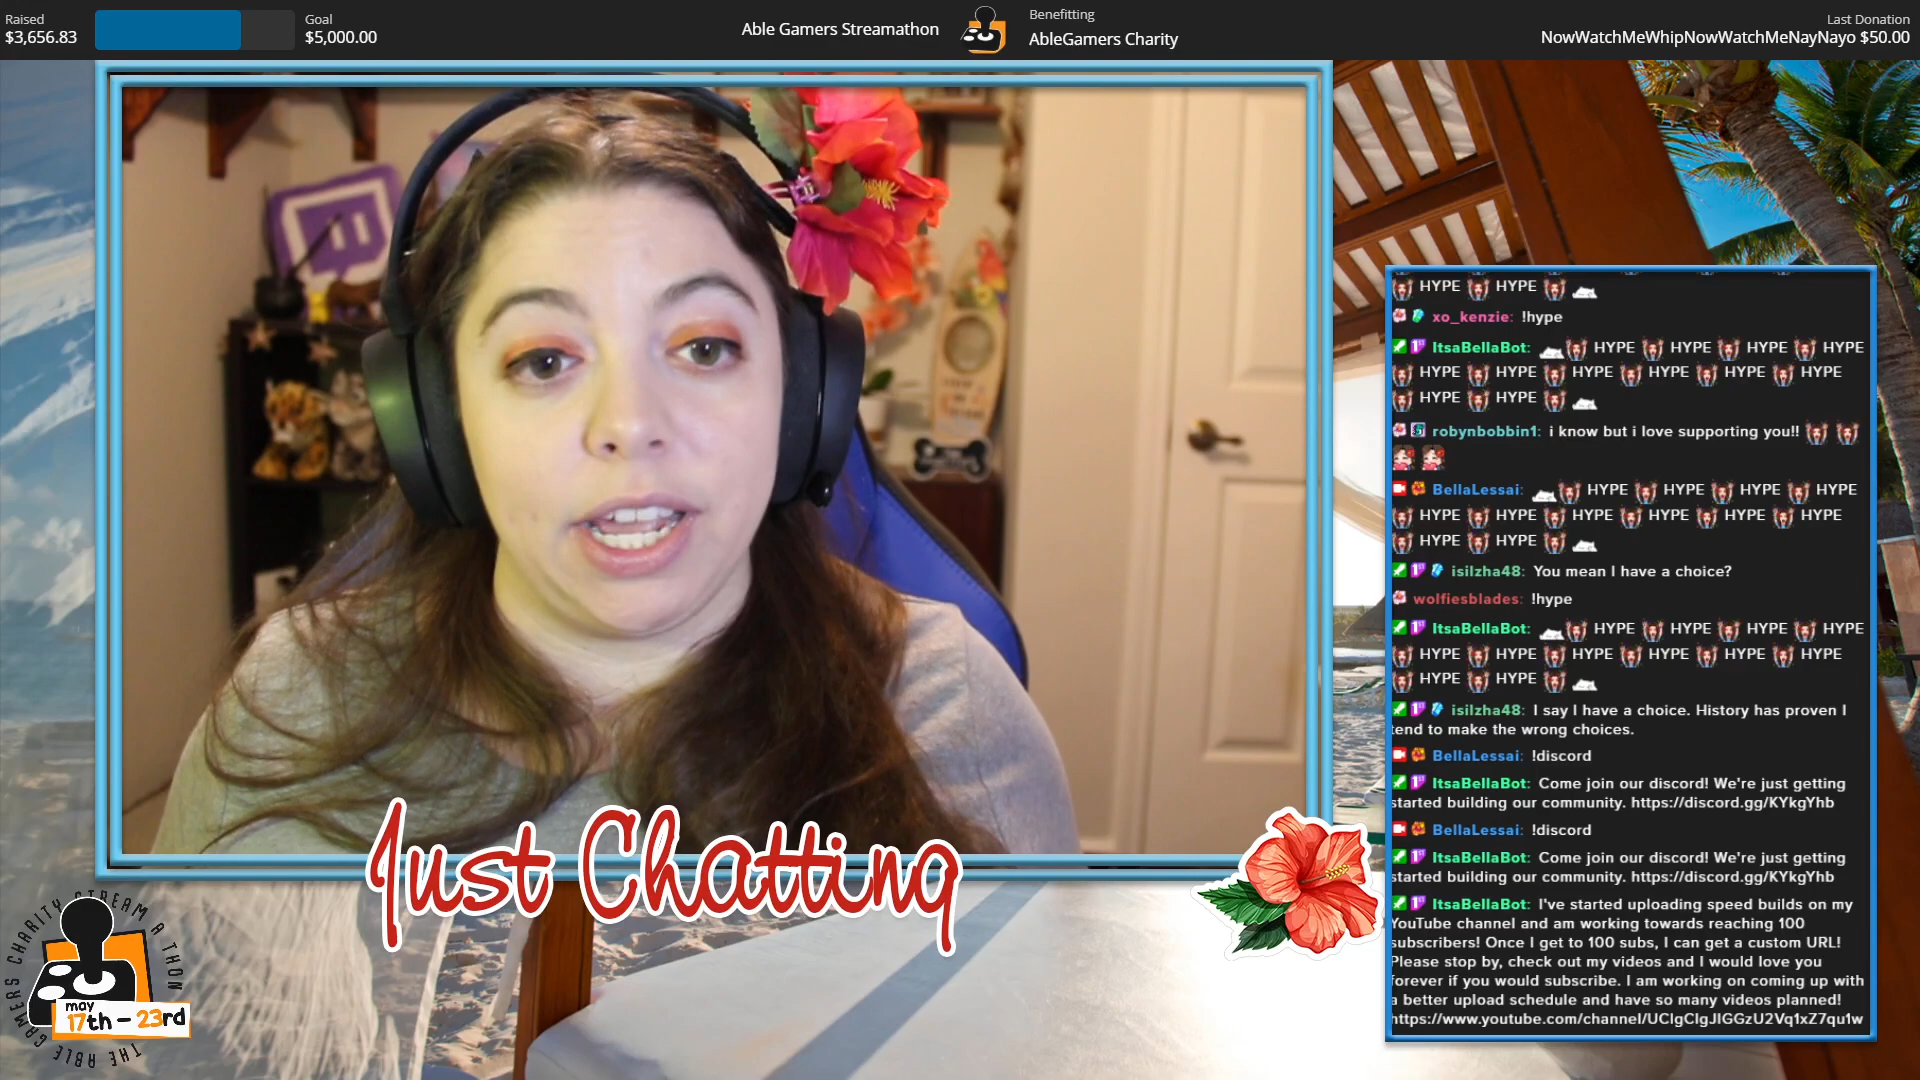 Raised
$3,656.83
Goal
$5,000.00
Able Gamers Streamathon
Benefitting
AbleGamers Charity
Last Donation
NowWatchMeWhipNowWatchMeNayNayo $50.00
HYPE HYPE
xo_kenzie: !hype
ItsaBellaBot: HYPE HYPE HYPE HYPE
HYPE HYPE HYPE HYPE HYPE HYPE
HYPE HYPE
robynbobbin1: i know but i love supporting you!!
BellaLessai: HYPE HYPE HYPE HYPE
HYPE HYPE HYPE HYPE HYPE HYPE
HYPE HYPE
isilzha48: You mean I have a choice?
wolfiesblades: !hype
ItsaBellaBot: HYPE HYPE HYPE HYPE
HYPE HYPE HYPE HYPE HYPE HYPE
HYPE HYPE
isilzha48: I say I have a choice. History has proven I
tend to make the wrong choices.
BellaLessai: !discord
ItsaBellaBot: Come join our discord! We're just getting
started building our community. https://discord.gg/KYkgYhb
BellaLessai: !discord
ItsaBellaBot: Come join our discord! We're just getting
started building our community. https://discord.gg/KYkgYhb
ItsaBellaBot: I've started uploading speed builds on my
YouTube channel and am working towards reaching 100
subscribers! Once I get to 100 subs, I can get a custom URL!
Please stop by, check out my videos and I would love you
forever if you would subscribe. I am working on coming up with
a better upload schedule and have so many videos planned!
https://www.youtube.com/channel/UClgClgJIGGzU2Vq1xZ7qu1w
Just Chatting
THE ABLE GAMERS CHARITY STREAM A THON
may
17th - 23rd